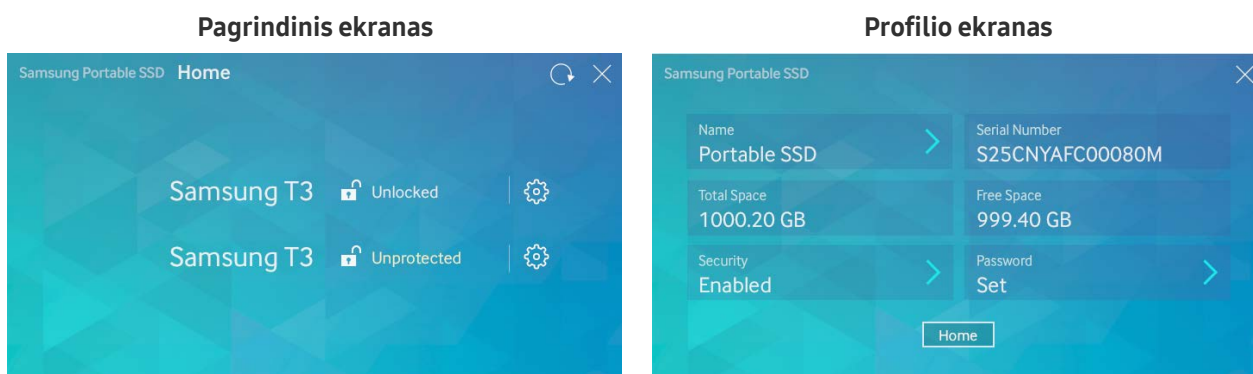 Pagrindinis ekranas
Samsung Portable SSD Home
Samsung T3 Unlocked
Samsung T3 Unprotected
Profilio ekranas
Samsung Portable SSD
Name
Portable SSD
Serial Number
S25CNYAFC00080M
Total Space
1000.20 GB
Free Space
999.40 GB
Security
Enabled
Password
Set
Home